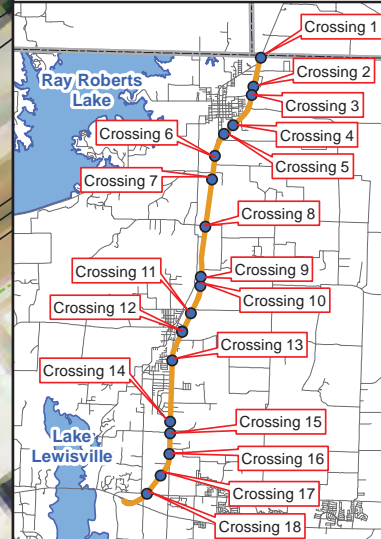 Crossing 1
Ray Roberts
Lake
Crossing 2
Crossing 3
Crossing 6
Crossing 4
Crossing 5
Crossing 7
Crossing 8
Crossing 11
Crossing 9
Crossing 10
Crossing 12
Crossing 13
Crossing 14
Crossing 15
Lake
Lewisville
Crossing 16
Crossing 17
Crossing 18